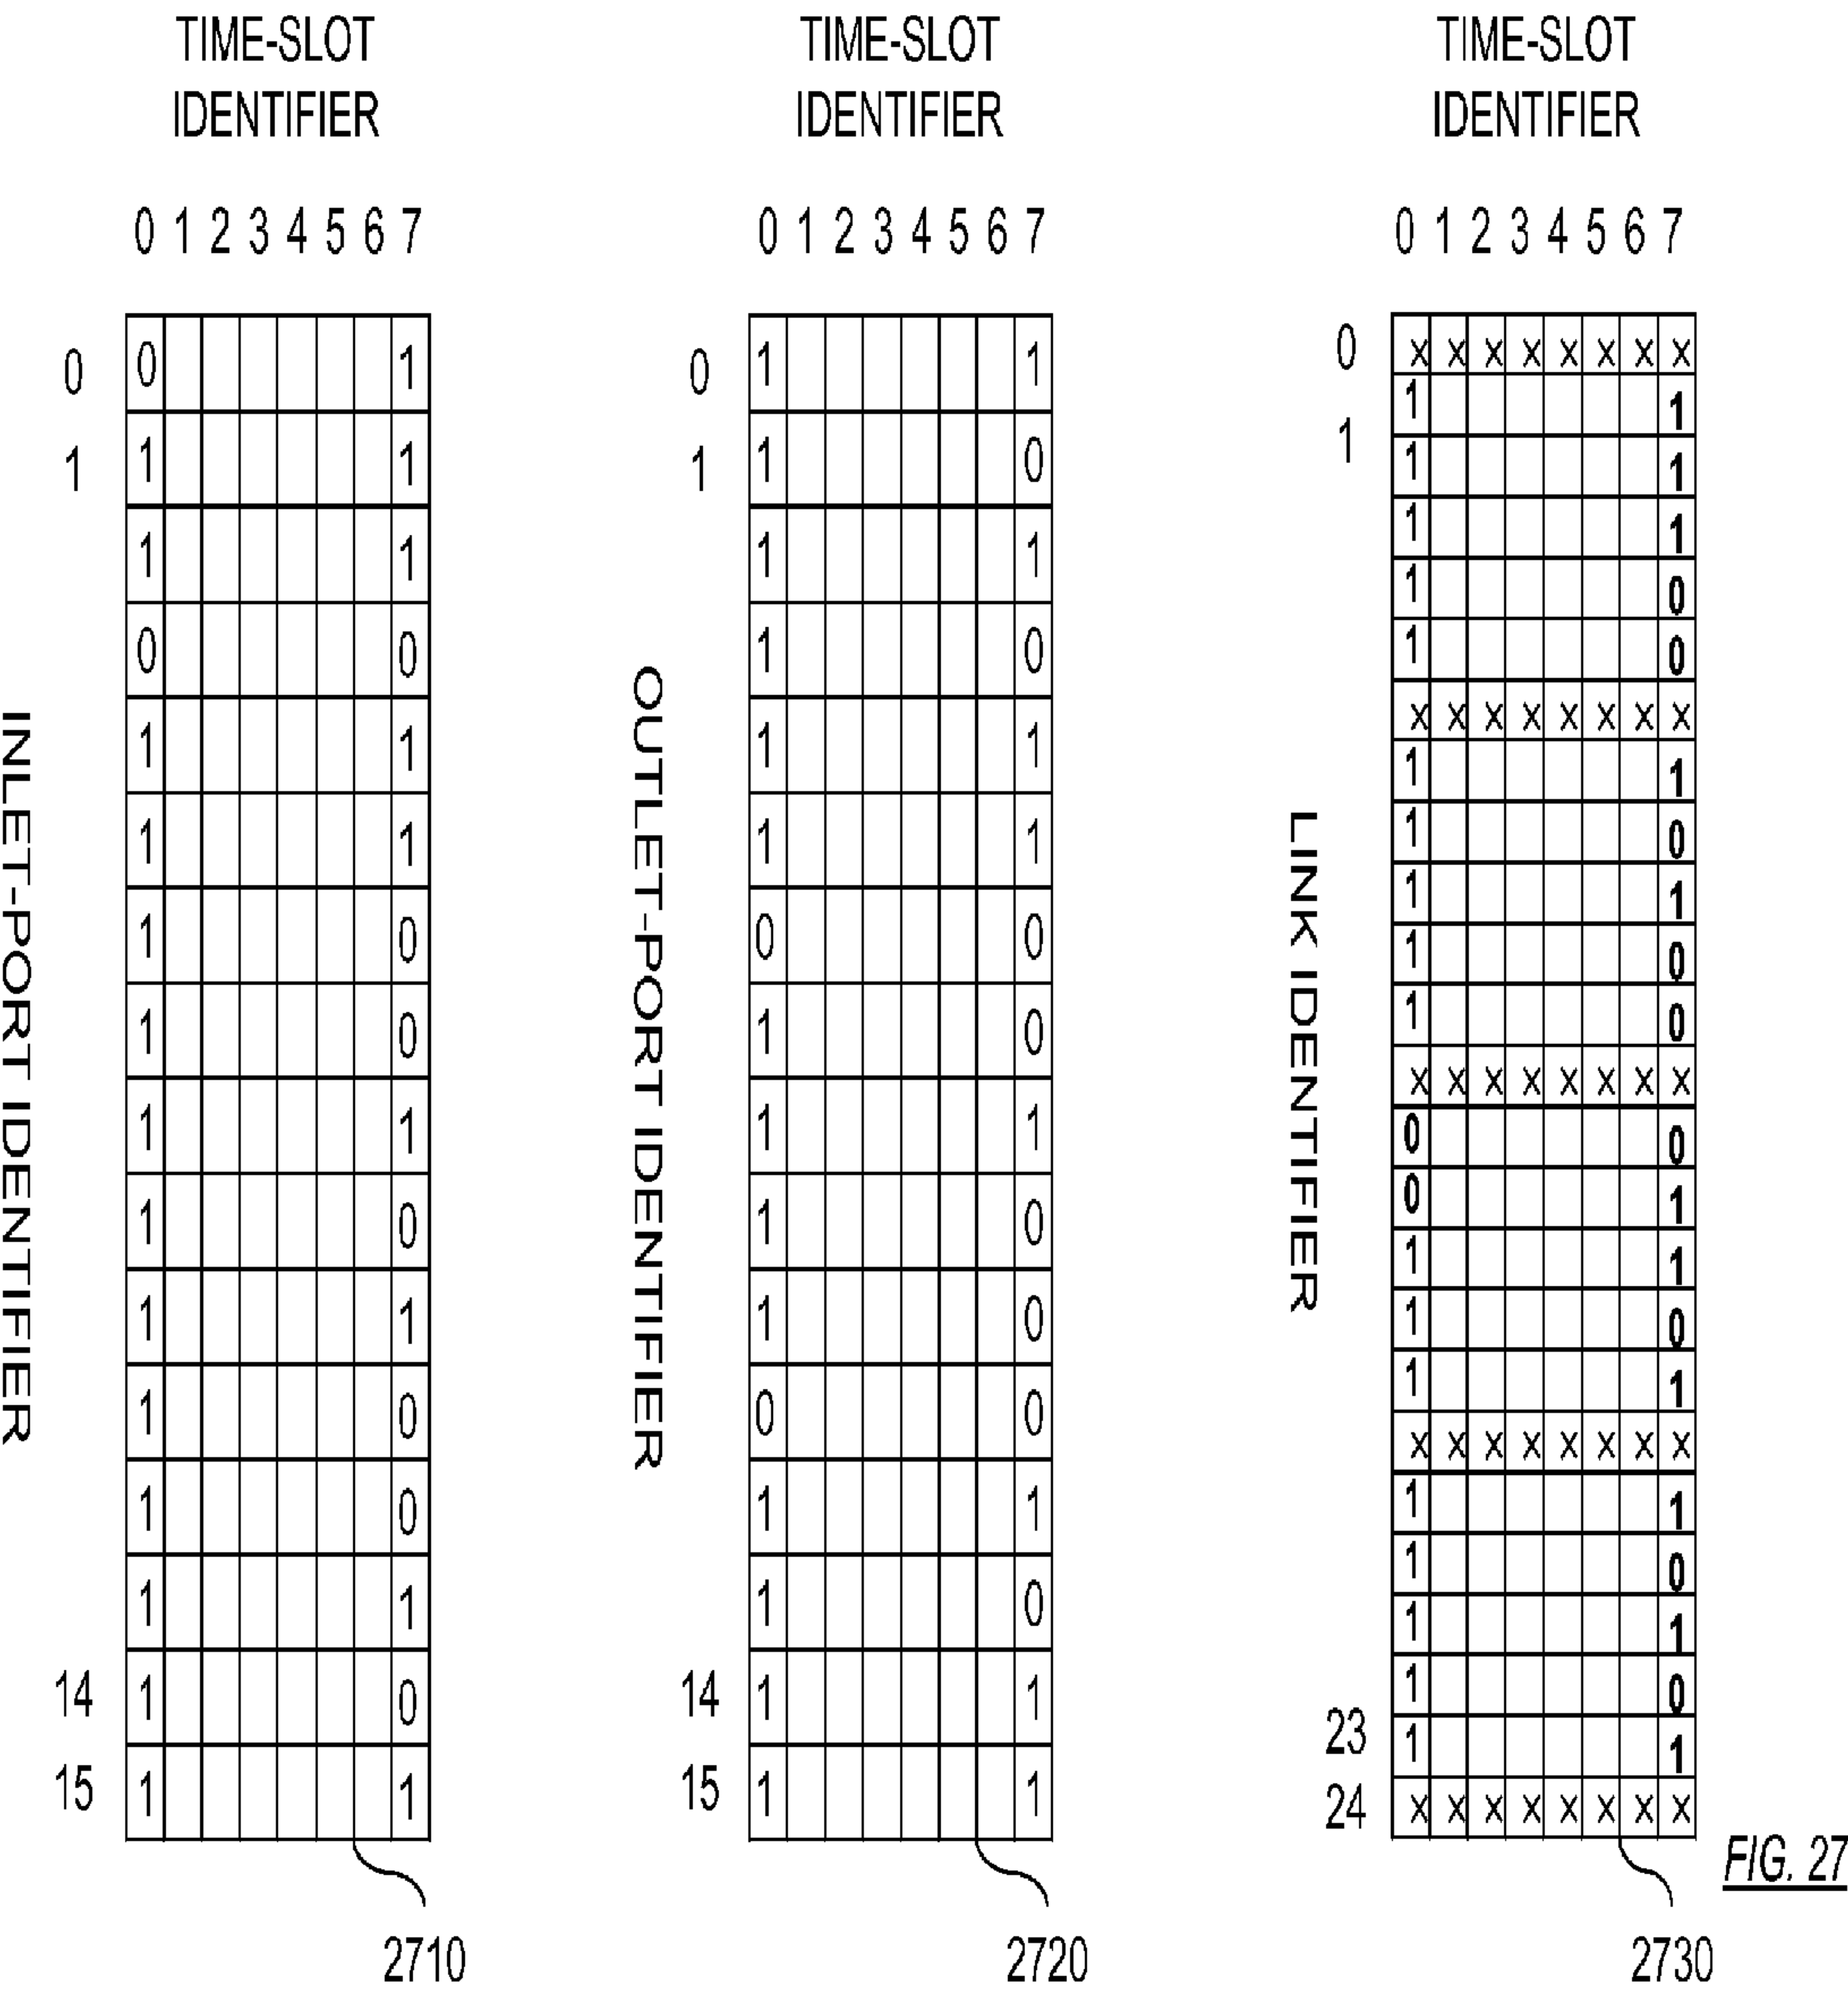 TIME-SLOT
IDENTIFIER
0 1 2 3 4 5 6 7
INLET-PORT IDENTIFIER
0 0 1
1 1 1
1 1
0 0
1 1
1 1
1 0
1 0
1 1
1 0
1 1
1 0
1 0
1 1
14 1 0
15 1 1
2710
TIME-SLOT
IDENTIFIER
0 1 2 3 4 5 6 7
OUTLET-PORT IDENTIFIER
0 1 1
1 1 0
1 1
1 0
1 1
1 1
0 0
1 0
1 1
1 0
1 0
0 0
1 1
1 0
14 1 1
15 1 1
2720
TIME-SLOT
IDENTIFIER
0 1 2 3 4 5 6 7
LINK IDENTIFIER
0 x x x x x x x x
1 1 1
1 1
1 1
1 0
1 0
x x x x x x x x
1 1
1 0
1 1
1 0
1 0
x x x x x x x x
0 0
0 1
1 1
1 0
1 1
x x x x x x x x
1 1
1 0
1 1
1 0
23 1 1
24 x x x x x x x x
2730
FIG. 27